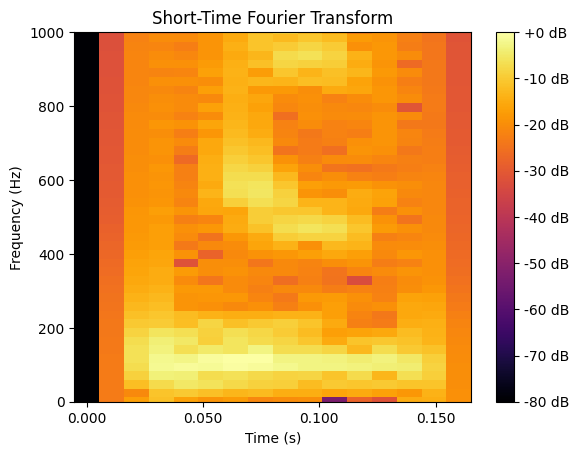 Short-Time Fourier Transform
1000
800
600
400
200
0
Frequency (Hz)
0.000
0.050
0.100
0.150
Time (s)
+0 dB
-10 dB
-20 dB
-30 dB
-40 dB
-50 dB
-60 dB
-70 dB
-80 dB